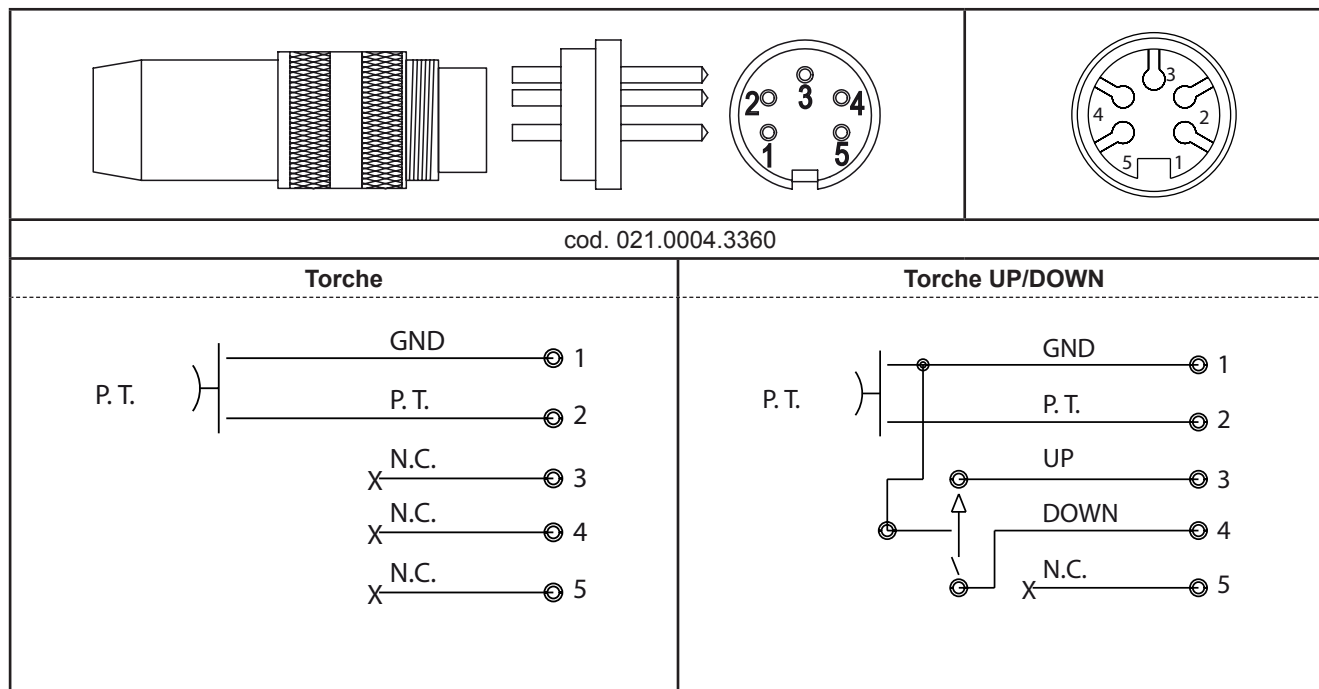 2 3 4
1 5
3
4 2
5 1
cod. 021.0004.3360
Torche
GND 1
P. T.
P. T. 2
N.C.
X 3
N.C.
X 4
N.C.
X 5
Torche UP/DOWN
GND 1
P. T.
P. T. 2
UP 3
DOWN 4
N.C.
X 5